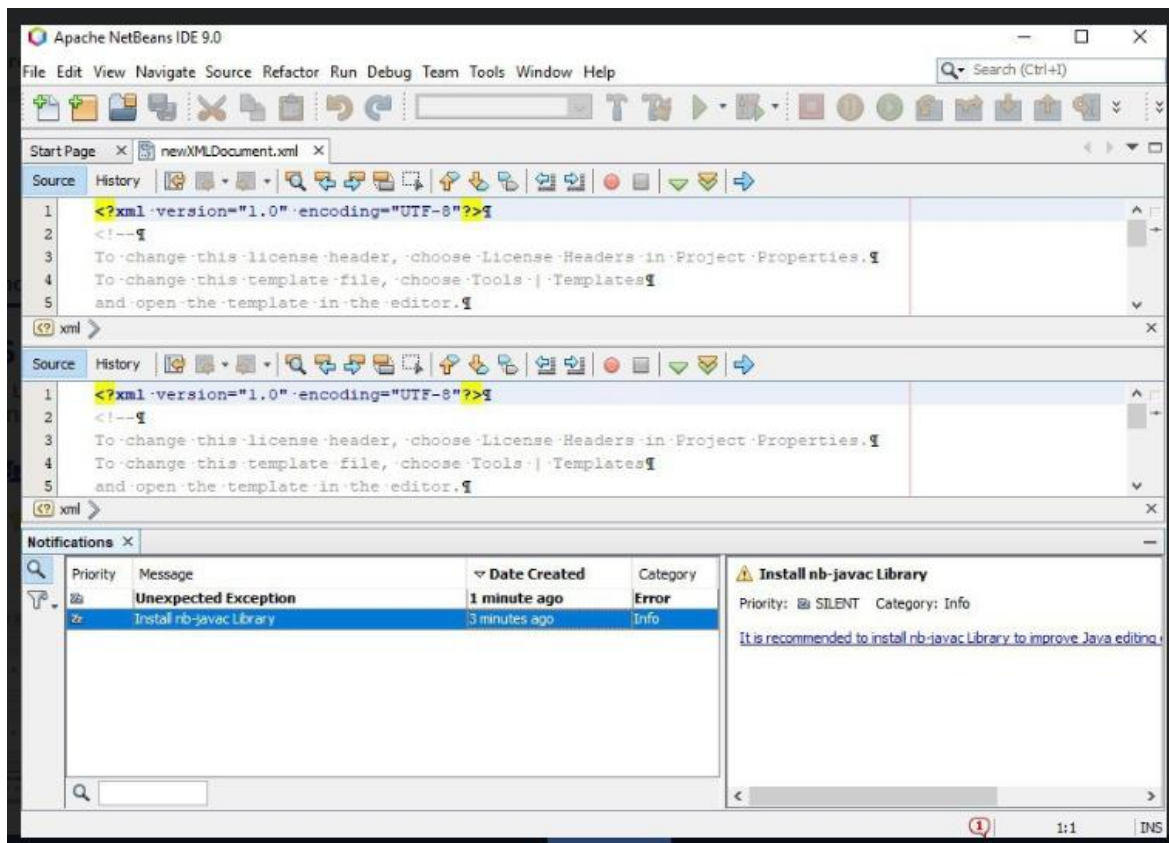 Apache NetBeans IDE 9.0
File Edit View Navigate Source Refactor Run Debug Team Tools Window Help
Search (Ctrl+I)
Start Page newXMLDocument.xml
Source History
1 <?xml·version="1.0"·encoding="UTF-8"?>¶
2 <!--¶
3 To·change·this·license·header,·choose·License·Headers·in·Project·Properties.¶
4 To·change·this·template·file,·choose·Tools·|·Templates¶
5 and·open·the·template·in·the·editor.¶
<? xml
Source History
1 <?xml·version="1.0"·encoding="UTF-8"?>¶
2 <!--¶
3 To·change·this·license·header,·choose·License·Headers·in·Project·Properties.¶
4 To·change·this·template·file,·choose·Tools·|·Templates¶
5 and·open·the·template·in·the·editor.¶
<? xml
Notifications
Priority Message Date Created Category
Unexpected Exception 1 minute ago Error
Install nb-javac Library 3 minutes ago Info
Install nb-javac Library
Priority: SILENT Category: Info
It is recommended to install nb-javac Library to improve Java editing
1 1:1 INS